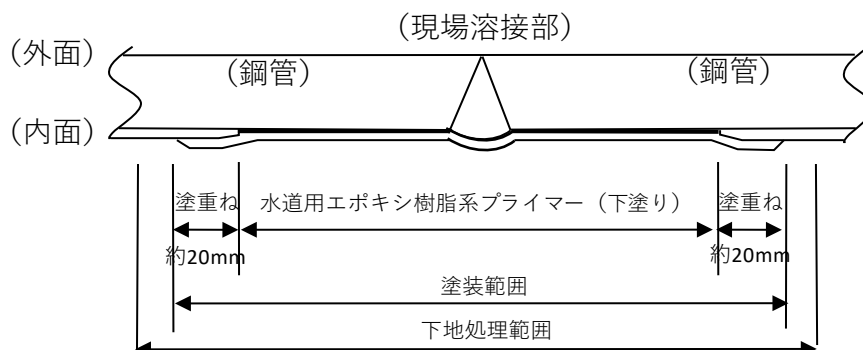 (現場溶接部)
(外面)
(鋼管)
(鋼管)
(内面)
塗重ね
水道用エポキシ樹脂系プライマー（下塗り）
塗重ね
約20mm
約20mm
塗装範囲
下地処理範囲